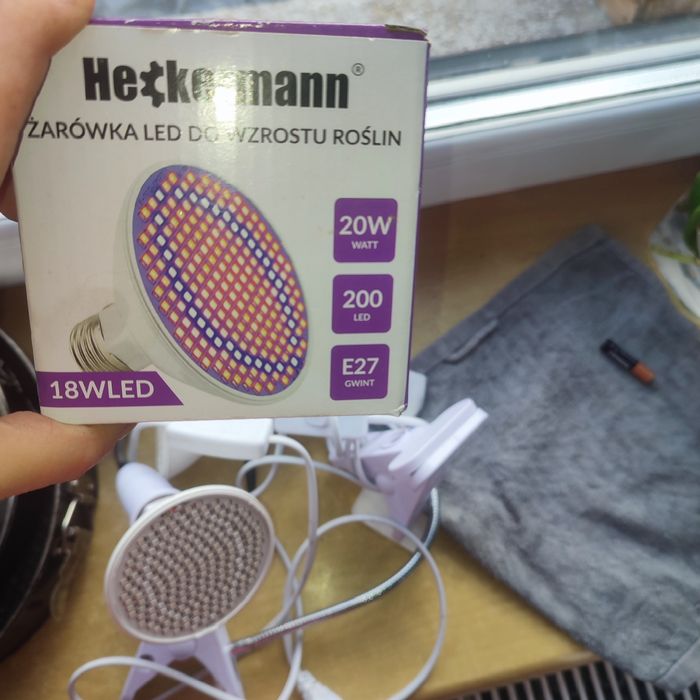 Heckermann®
ŻARÓWKA LED DO WZROSTU ROŚLIN
20W
WATT
200
LED
E27
GWINT
18WLED